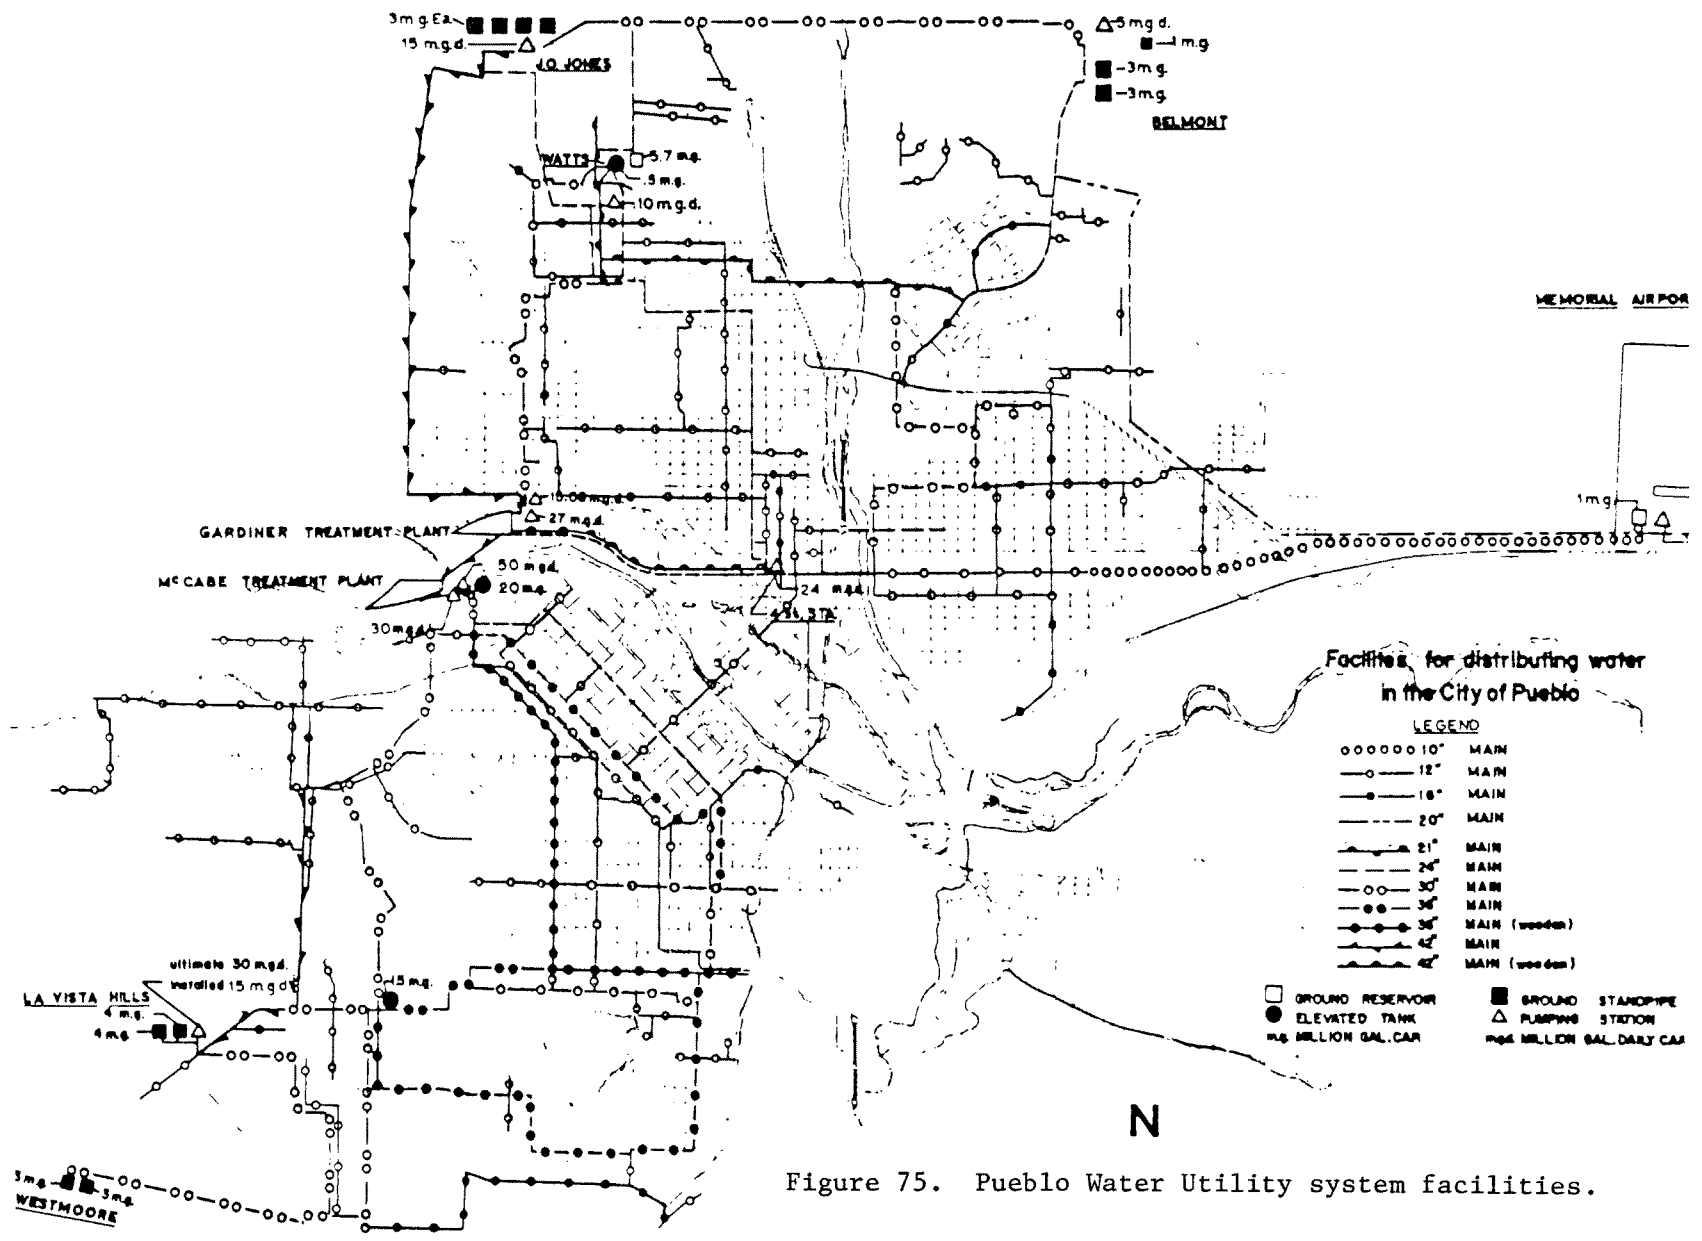 3 m g. Ea.
15 m.g.d.
J.O. JONES
5 m g d.
1 m.g.
3 m g.
3 m g.
BELMONT
WATTS
5.7 m.g.
.5 m.g.
10 m g.d.
MEMORIAL AIRPOR
1 m g
27 m.g.d.
GARDINER TREATMENT PLANT
McCABE TREATMENT PLANT
50 m gd.
20 m.g.
30 m g.d.
24 m.g.d.
4 St. STA.
Facilites for distributing water
in the City of Pueblo
LEGEND
10" MAIN
12" MAIN
16" MAIN
20" MAIN
21" MAIN
24" MAIN
30" MAIN
36" MAIN
36" MAIN (wooden)
42" MAIN
42" MAIN (wooden)
GROUND RESERVOIR
ELEVATED TANK
m.g. MILLION GAL. CAP.
GROUND STANDPIPE
PUMPING STATION
mgd. MILLION GAL. DAILY CAP
ultimate 30 m.g.d.
installed 15 m g d
LA VISTA HILLS
4 m.g.
4 m.g.
3 m.g.
3 m.g.
WESTMOORE
N
Figure 75. Pueblo Water Utility system facilities.